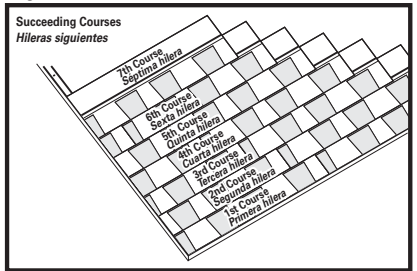 Succeeding Courses
Hileras siguientes
7th Course
Séptima hilera
6th Course
Sexta hilera
5th Course
Quinta hilera
4th Course
Cuarta hilera
3rd Course
Tercera hilera
2nd Course
Segunda hilera
1st Course
Primera hilera